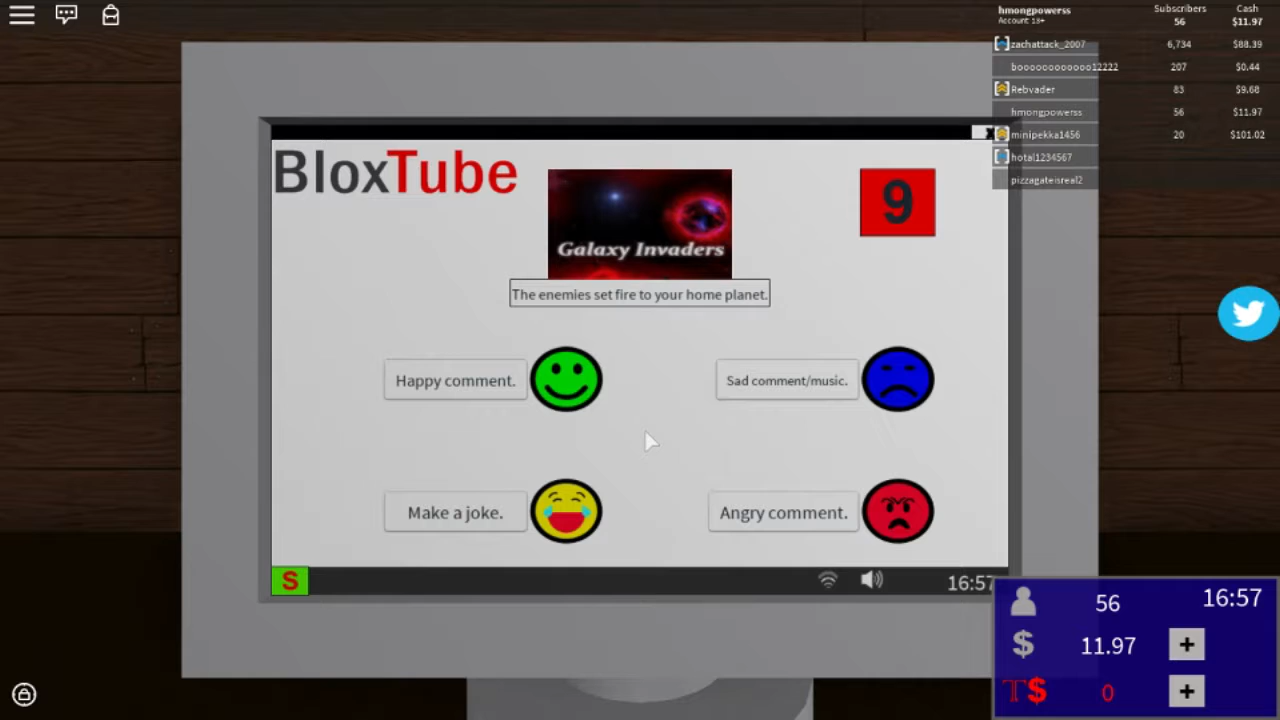 hmongpowerss Subscribers Cash
Account: 13+ 56 $11.97
zachattack_2007 6,734 $88.39
boooooooooooo12222 207 $0.44
Rebvader 83 $9.68
hmongpowerss 56 $11.97
minipekka1456 20 $101.02
hotal1234567
pizzagateisreal2
X
BloxTube
9
Galaxy Invaders
The enemies set fire to your home planet.
Happy comment.
Sad comment/music.
Make a joke.
Angry comment.
S
16:57
56 16:57
$ 11.97 +
T$ 0 +